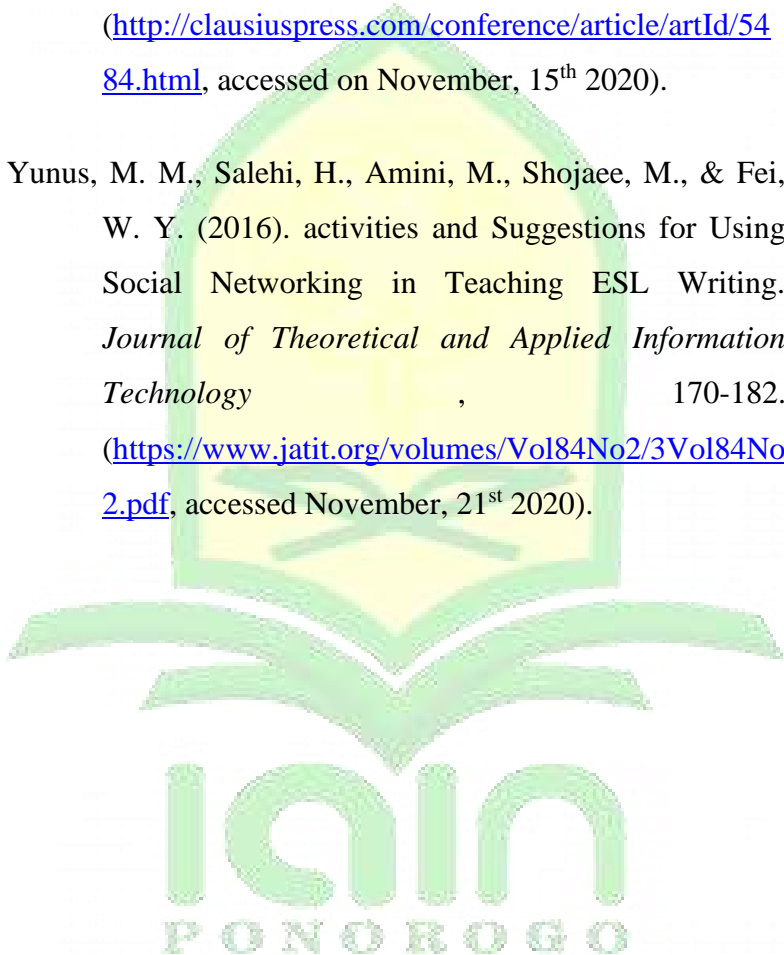 (http://clausiuspress.com/conference/article/artId/54
84.html, accessed on November, 15th 2020).
Yunus, M. M., Salehi, H., Amini, M., Shojaee, M., & Fei,
W. Y. (2016). activities and Suggestions for Using
Social Networking in Teaching ESL Writing.
Journal of Theoretical and Applied Information
Technology , 170-182.
(https://www.jatit.org/volumes/Vol84No2/3Vol84No
2.pdf, accessed November, 21st 2020).
iain
PONOROGO